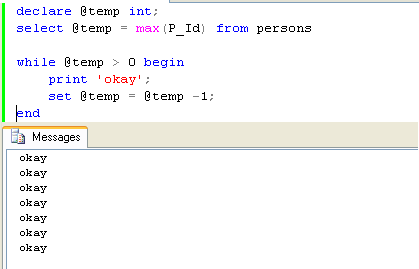 declare @temp int;
select @temp = max(P_Id) from persons
while @temp > 0 begin
print 'okay';
set @temp = @temp -1;
end
Messages
okay
okay
okay
okay
okay
okay
okay